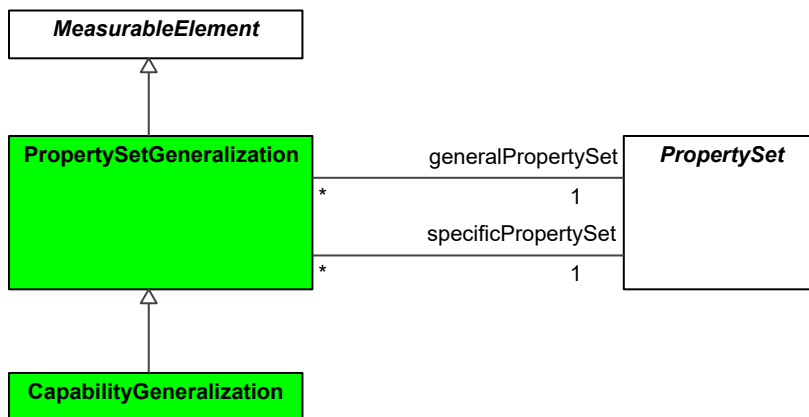 MeasurableElement
PropertySetGeneralization
generalPropertySet
PropertySet
*
1
specificPropertySet
*
1
CapabilityGeneralization